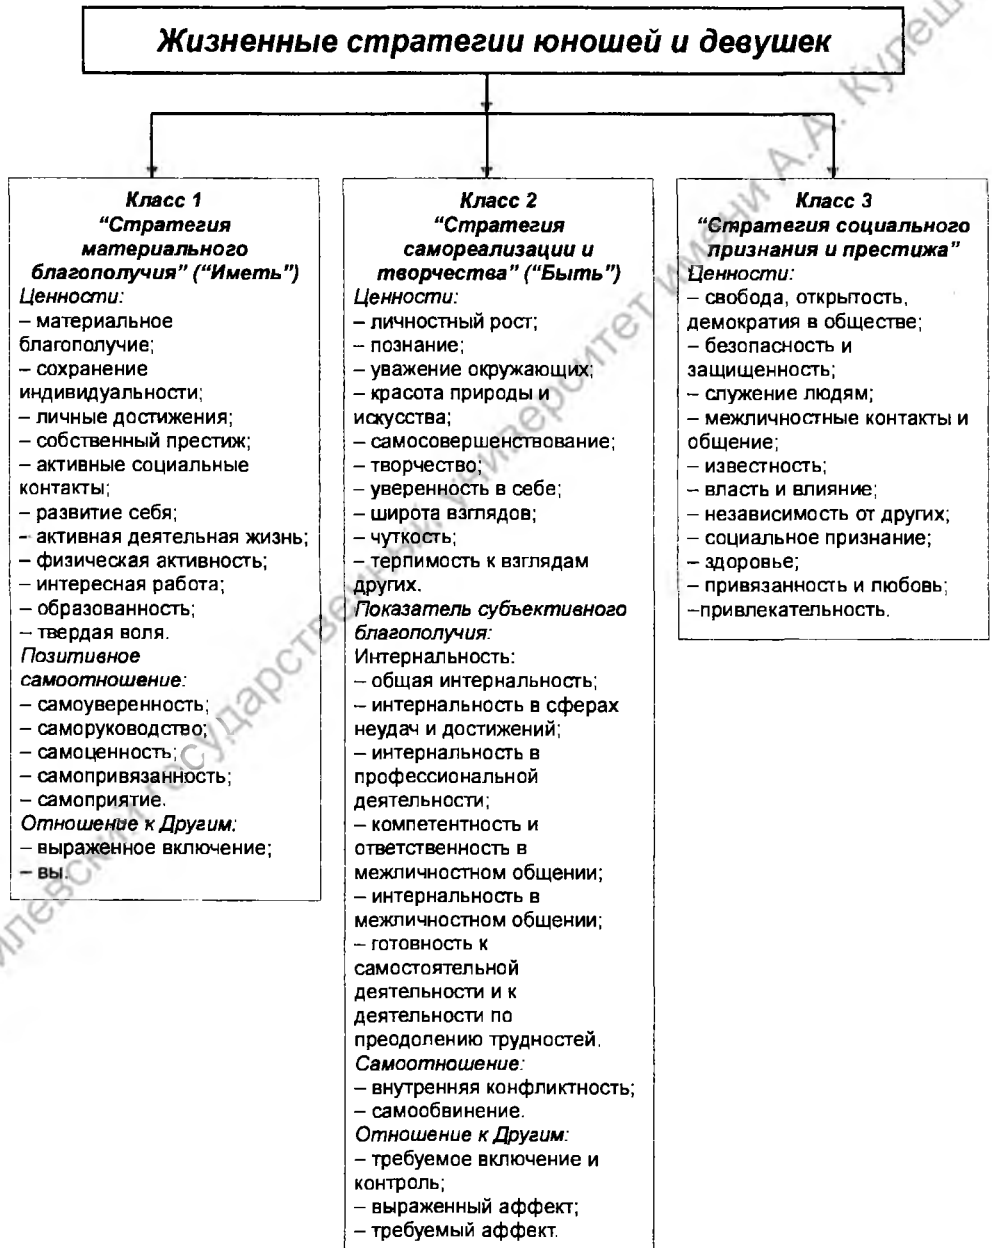 Жизненные стратегии юношей и девушек
Класс 1
“Стратегия
материального
благополучия” (“Иметь”)
Ценности:
– материальное
благополучие;
– сохранение
индивидуальности;
– личные достижения;
– собственный престиж;
– активные социальные
контакты;
– развитие себя;
– активная деятельная жизнь;
– физическая активность;
– интересная работа;
– образованность;
– твердая воля.
Позитивное
самоотношение:
– самоуверенность;
– саморуководство;
– самоценность;
– самопривязанность;
– самоприятие.
Отношение к Другим:
– выраженное включение;
– вы.
Класс 2
“Стратегия
самореализации и
творчества” (“Быть”)
Ценности:
– личностный рост;
– познание;
– уважение окружающих;
– красота природы и
искусства;
– самосовершенствование;
– творчество;
– уверенность в себе;
– широта взглядов;
– чуткость;
– терпимость к взглядам
других.
Показатель субъективного
благополучия:
Интернальность:
– общая интернальность;
– интернальность в сферах
неудач и достижений;
– интернальность в
профессиональной
деятельности;
– компетентность и
ответственность в
межличностном общении;
– интернальность в
межличностном общении;
– готовность к
самостоятельной
деятельности и к
деятельности по
преодолению трудностей.
Самоотношение:
– внутренняя конфликтность;
– самообвинение.
Отношение к Другим:
– требуемое включение и
контроль;
– выраженный аффект;
– требуемый аффект.
Класс 3
“Стратегия социального
признания и престижа”
Ценности:
– свобода, открытость,
демократия в обществе;
– безопасность и
защищенность;
– служение людям;
– межличностные контакты и
общение;
– известность;
– власть и влияние;
– независимость от других;
– социальное признание;
– здоровье;
– привязанность и любовь;
–привлекательность.
илевский государственный университет имени А.А. Кулеш